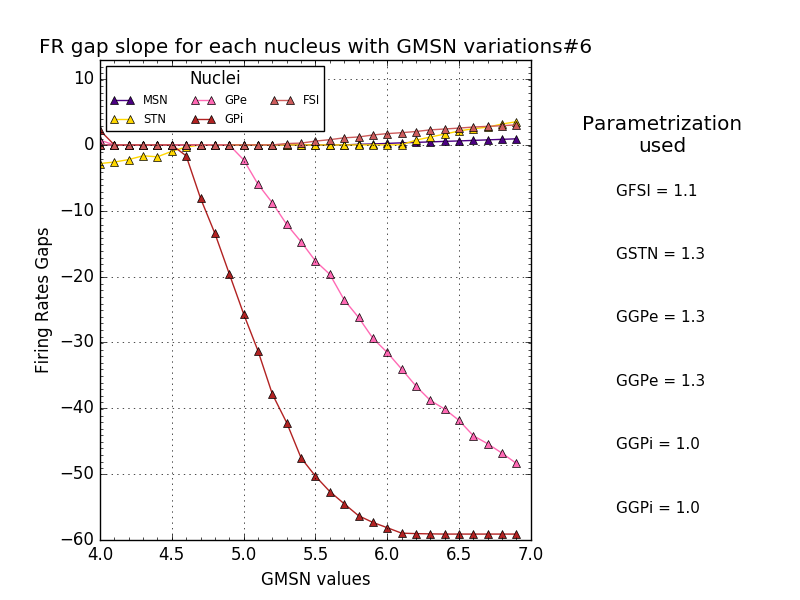 FR gap slope for each nucleus with GMSN variations#6
Nuclei
MSN GPe FSI
STN GPi
10
0
−10
−20
−30
−40
−50
−60
Firing Rates Gaps
4.0 4.5 5.0 5.5 6.0 6.5 7.0
GMSN values
Parametrization
used
GFSI = 1.1
GSTN = 1.3
GGPe = 1.3
GGPe = 1.3
GGPi = 1.0
GGPi = 1.0